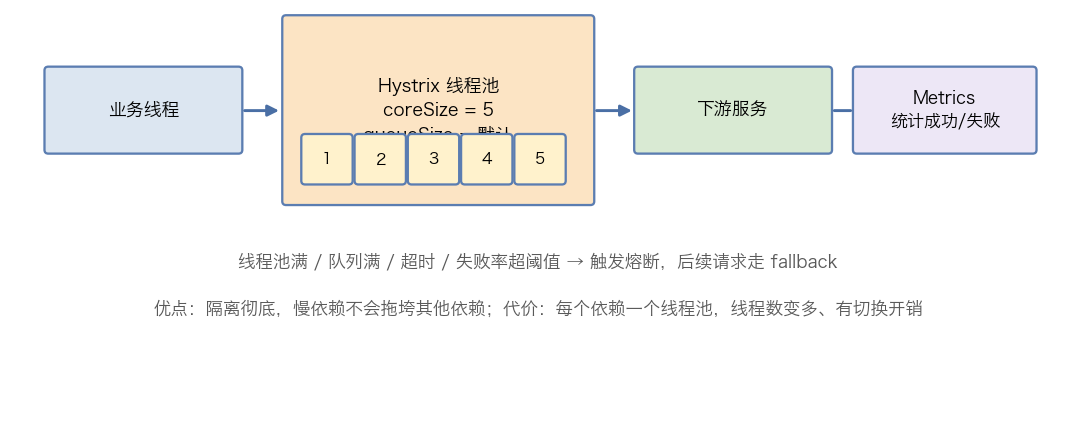 业务线程
Hystrix 线程池
coreSize = 5
queueSize = 默认
1
2
3
4
5
下游服务
Metrics
统计成功/失败
线程池满 / 队列满 / 超时 / 失败率超阈值 → 触发熔断，后续请求走 fallback
优点：隔离彻底，慢依赖不会拖垮其他依赖；代价：每个依赖一个线程池，线程数变多、有切换开销